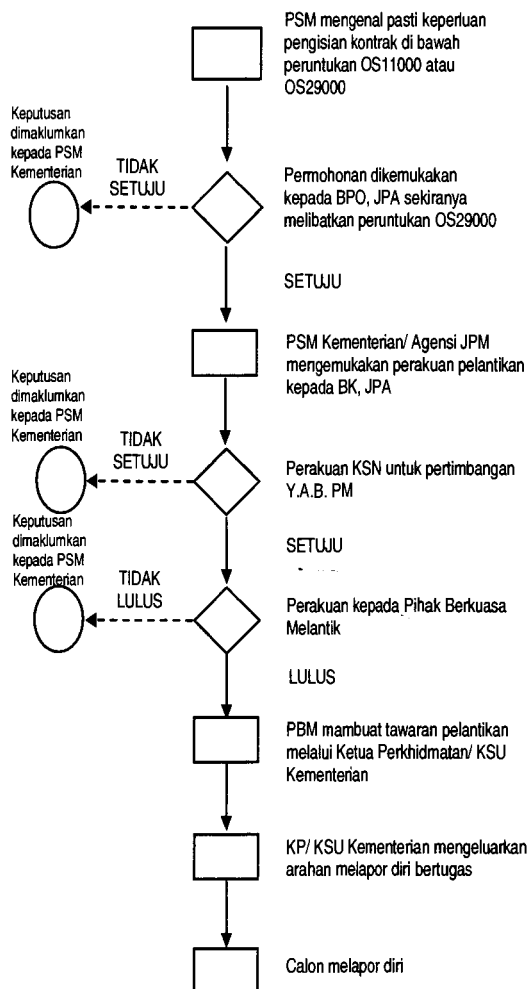 PSM mengenal pasti keperluan
pengisian kontrak di bawah
peruntukan OS11000 atau
OS29000
Keputusan
dimaklumkan
kepada PSM
Kementerian
TIDAK
SETUJU
Permohonan dikemukakan
kepada BPO, JPA sekiranya
melibatkan peruntukan OS29000
SETUJU
PSM Kementerian/ Agensi JPM
mengemukakan perakuan pelantikan
kepada BK, JPA
Keputusan
dimaklumkan
kepada PSM
Kementerian
TIDAK
SETUJU
Perakuan KSN untuk pertimbangan
Y.A.B. PM
SETUJU
Keputusan
dimaklumkan
kepada PSM
Kementerian
TIDAK
LULUS
Perakuan kepada Pihak Berkuasa
Melantik
LULUS
PBM mambuat tawaran pelantikan
melalui Ketua Perkhidmatan/ KSU
Kementerian
KP/ KSU Kementerian mengeluarkan
arahan melapor diri bertugas
Calon melapor diri